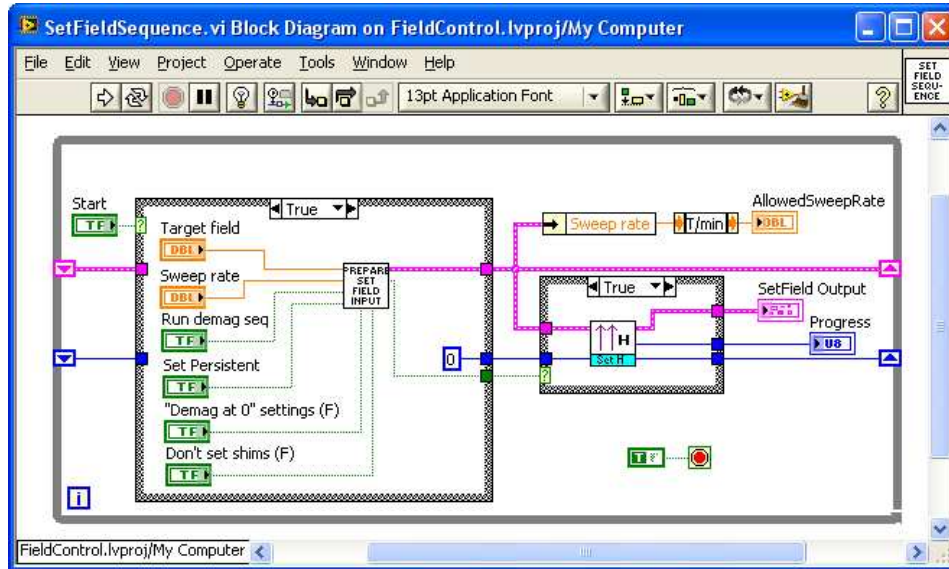 SetFieldSequence.vi Block Diagram on FieldControl.lvproj/My Computer
File Edit View Project Operate Tools Window Help
SET
FIELD
SEQU-
ENCE
13pt Application Font
?
Start
TF
?
True
Target field
DBL
Sweep rate
DBL
Run demag seq
TF
Set Persistent
TF
"Demag at 0" settings (F)
TF
Don't set shims (F)
TF
PREPARE
SET
FIELD
INPUT
i
0
Sweep rate
T/min
AllowedSweepRate
DBL
True
H
Set H
?
SetField Output
Progress
U8
T
FieldControl.lvproj/My Computer